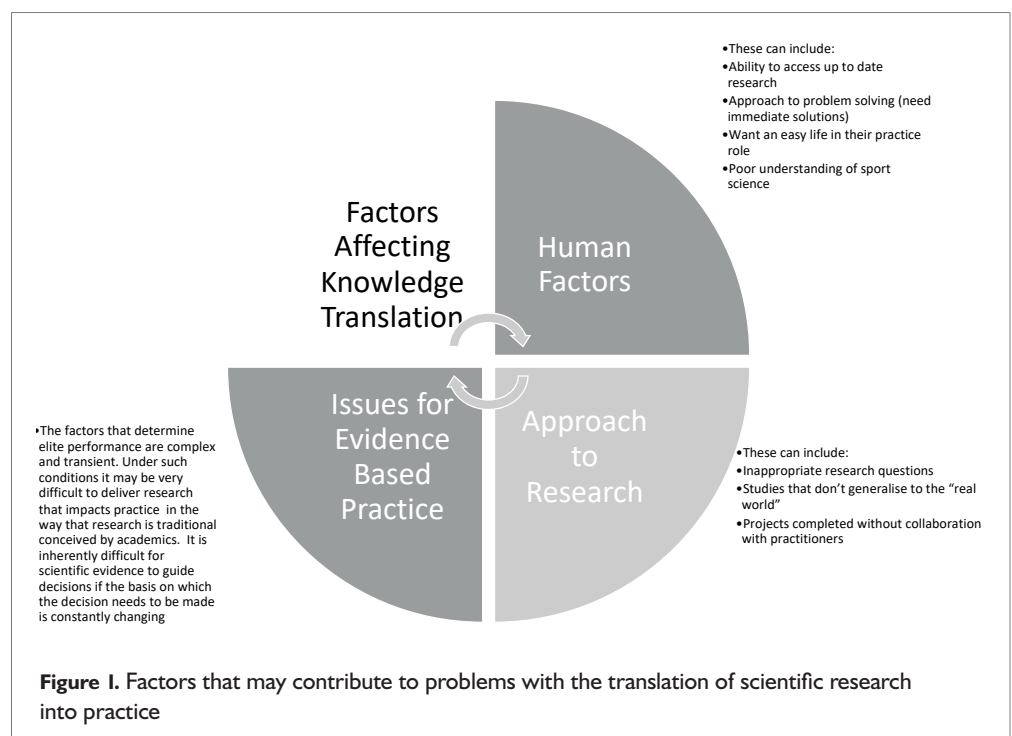 •These can include:
•Ability to access up to date
research
•Approach to problem solving (need
immediate solutions)
•Want an easy life in their practice
role
•Poor understanding of sport
science
Factors
Affecting
Knowledge
Translation
Human
Factors
Issues for
Evidence
Based
Practice
Approach
to
Research
•The factors that determine
elite performance are complex
and transient. Under such
conditions it may be very
difficult to deliver research
that impacts practice in the
way that research is traditional
conceived by academics. It is
inherently difficult for
scientific evidence to guide
decisions if the basis on which
the decision needs to be made
is constantly changing
•These can include:
•Inappropriate research questions
•Studies that don't generalise to the “real
world”
•Projects completed without collaboration
with practitioners
Figure 1. Factors that may contribute to problems with the translation of scientific research
into practice